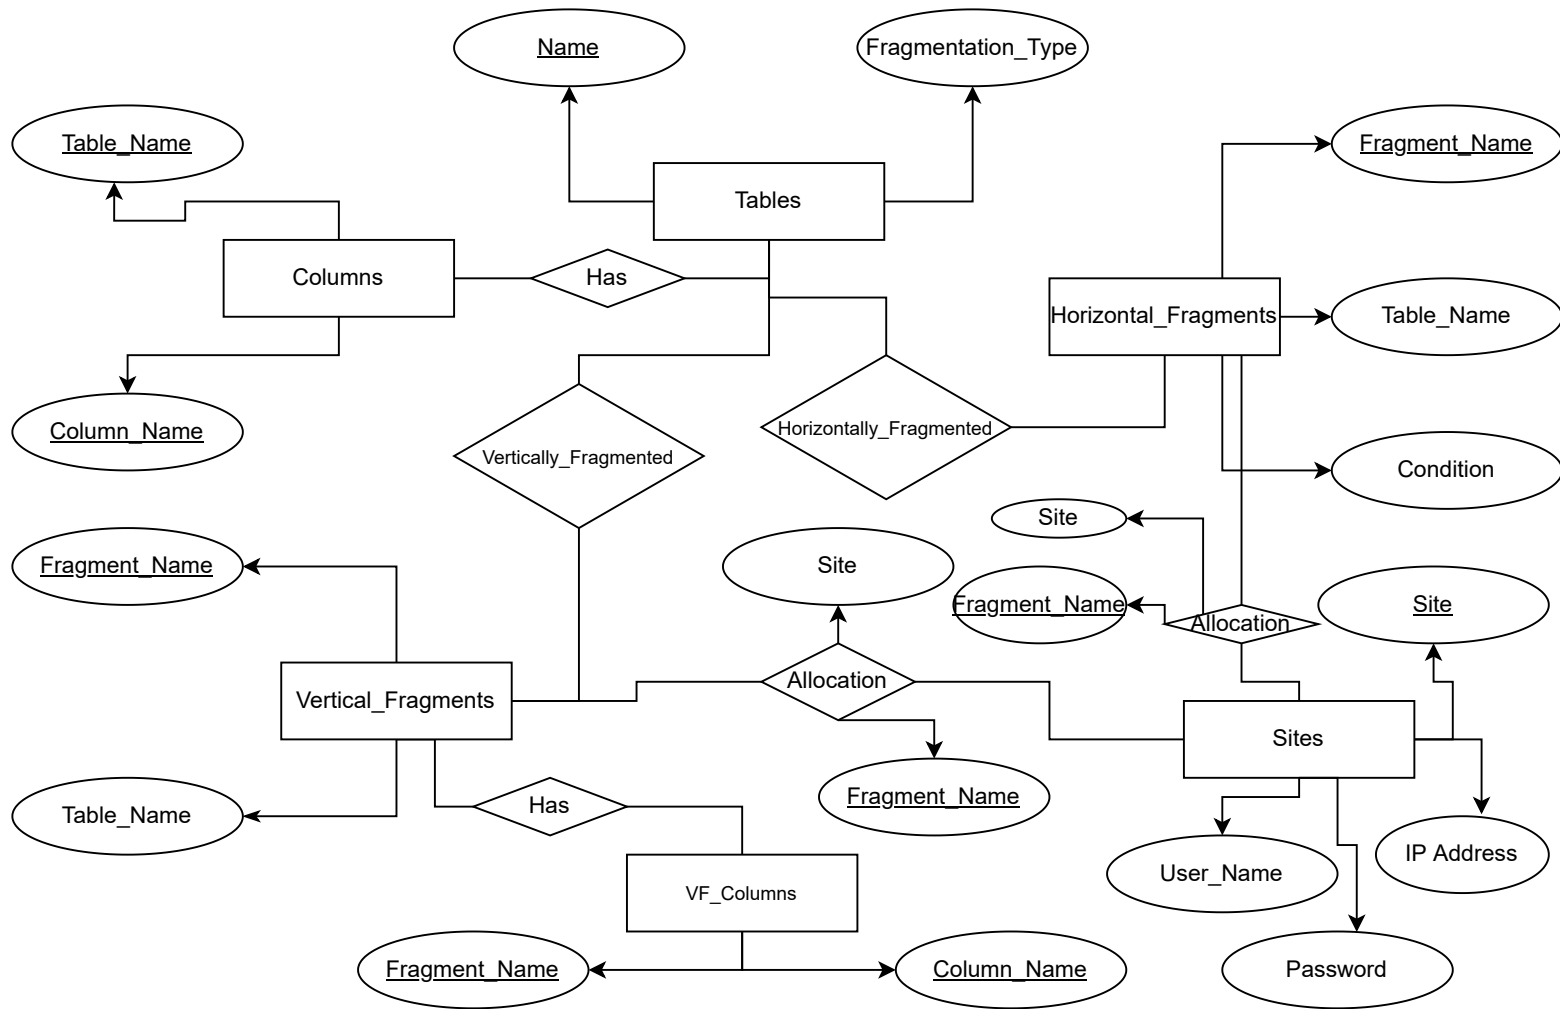 Name
Fragmentation_Type
Table_Name
Fragment_Name
Tables
Columns
Has
Horizontal_Fragments
Table_Name
Column_Name
Vertically_Fragmented
Horizontally_Fragmented
Condition
Site
Fragment_Name
Site
Fragment_Name
Allocation
Site
Vertical_Fragments
Allocation
Sites
Table_Name
Has
Fragment_Name
User_Name
IP Address
VF_Columns
Fragment_Name
Column_Name
Password